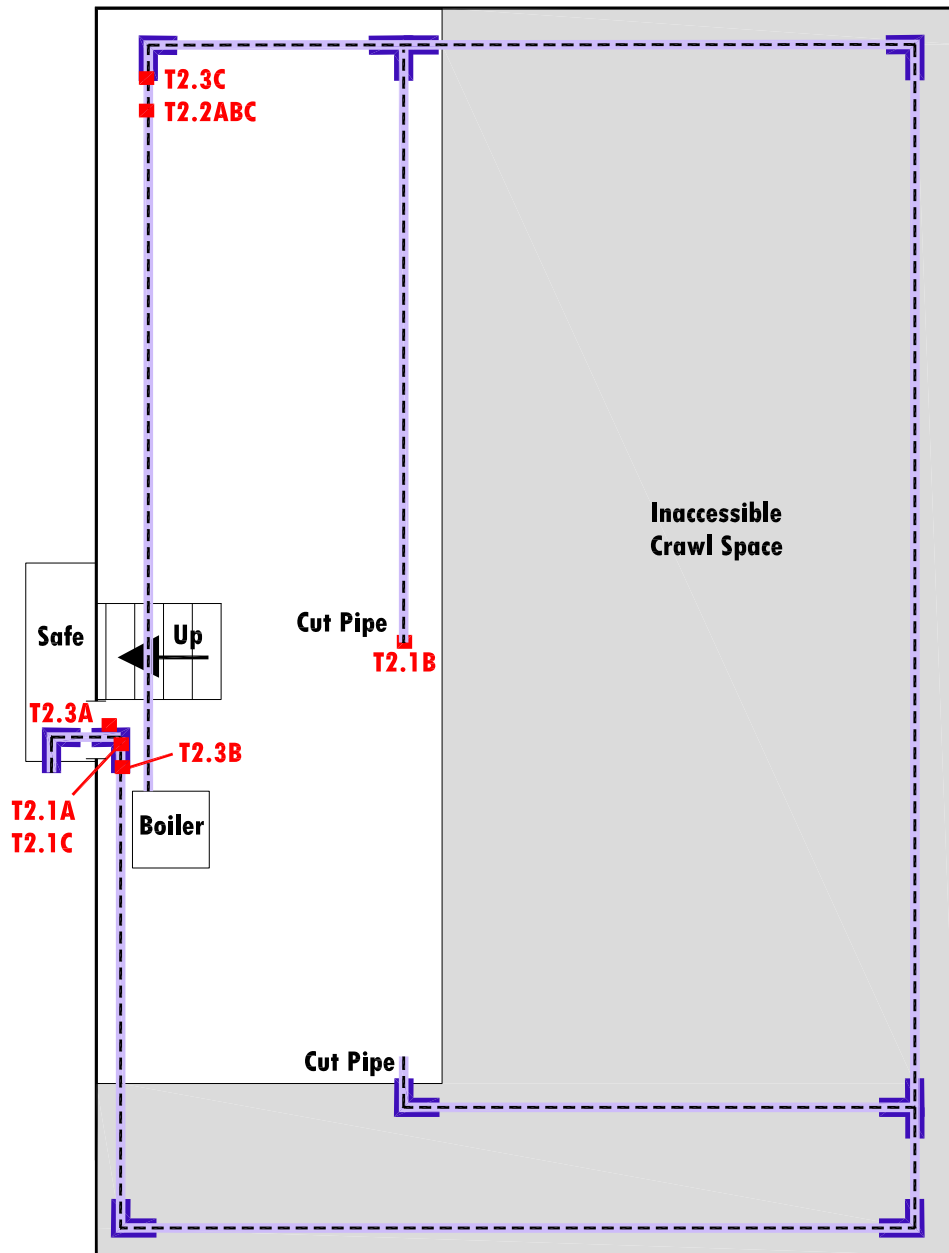 T2.3C
T2.2ABC
Inaccessible
Crawl Space
Cut Pipe
Safe
Up
T2.1B
T2.3A
T2.3B
T2.1A
T2.1C
Boiler
Cut Pipe